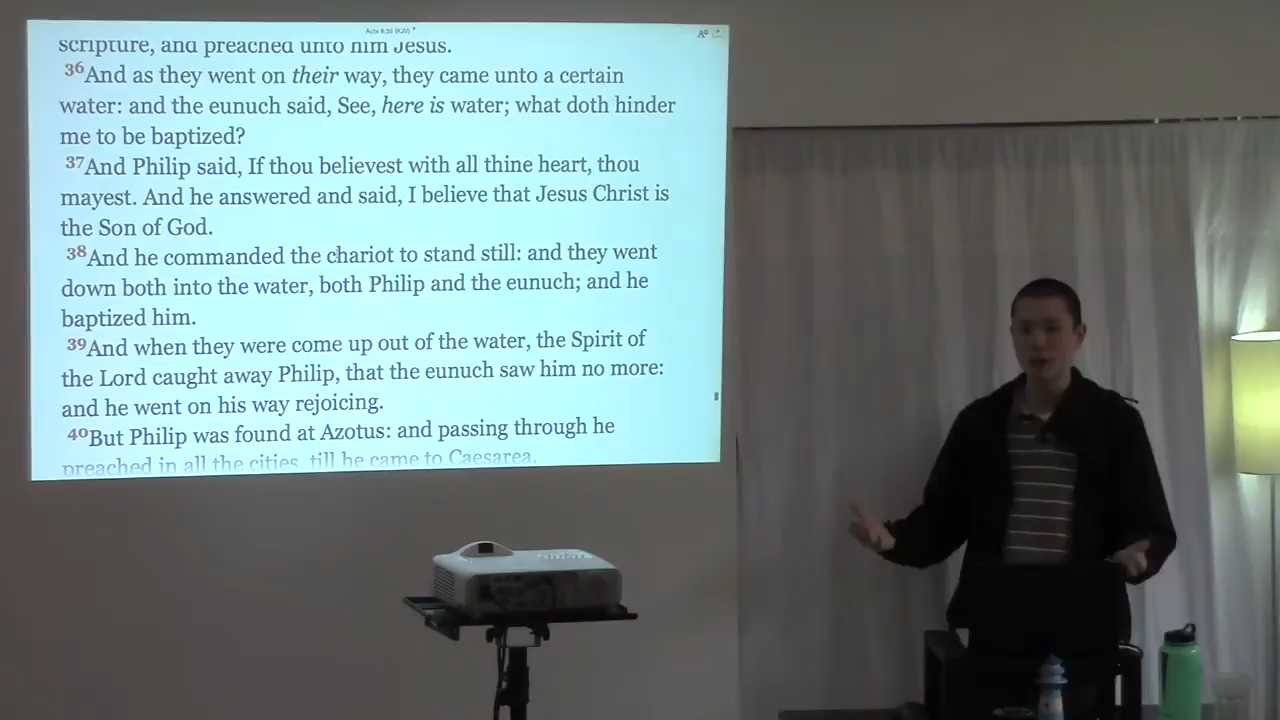 Acts 8:38 (KJV)
scripture, and preached unto him Jesus.
36And as they went on their way, they came unto a certain
water: and the eunuch said, See, here is water; what doth hinder
me to be baptized?
37And Philip said, If thou believest with all thine heart, thou
mayest. And he answered and said, I believe that Jesus Christ is
the Son of God.
38And he commanded the chariot to stand still: and they went
down both into the water, both Philip and the eunuch; and he
baptized him.
39And when they were come up out of the water, the Spirit of
the Lord caught away Philip, that the eunuch saw him no more:
and he went on his way rejoicing.
40But Philip was found at Azotus: and passing through he
preached in all the cities, till he came to Caesarea.